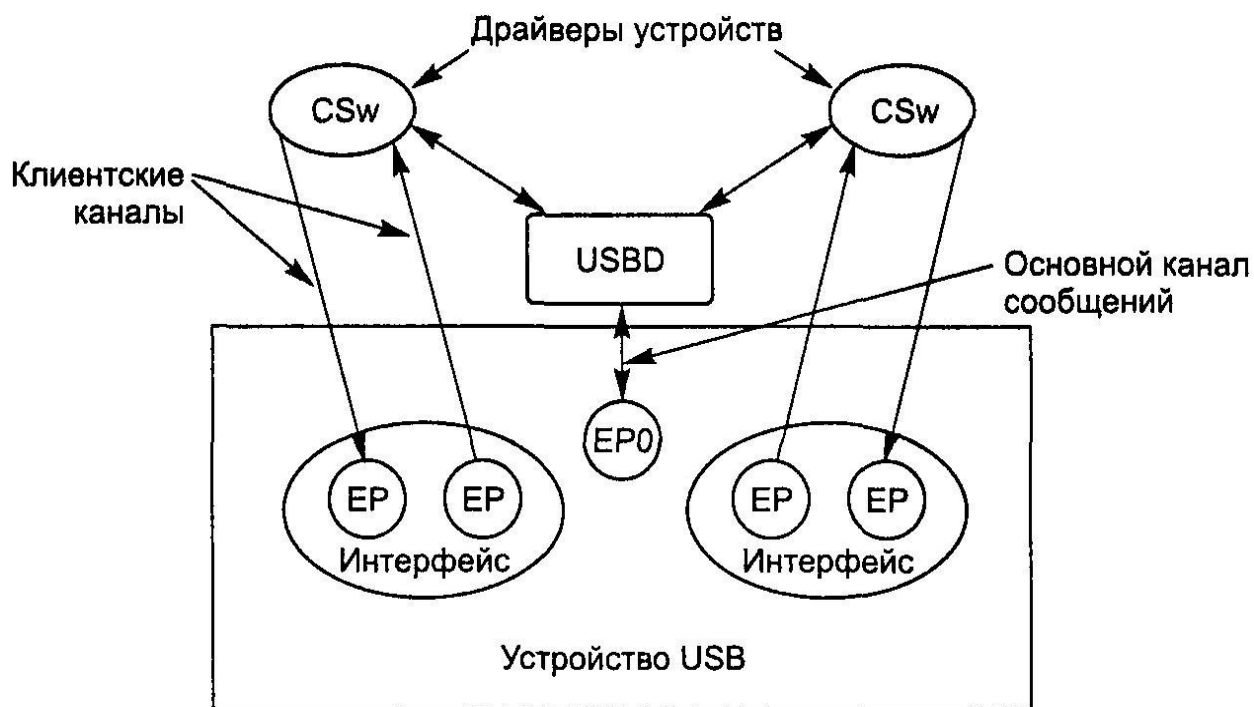 Драйверы устройств
CSw
CSw
Клиентские
каналы
USBD
Основной канал
сообщений
EP0
EP
EP
EP
EP
Интерфейс
Интерфейс
Устройство USB